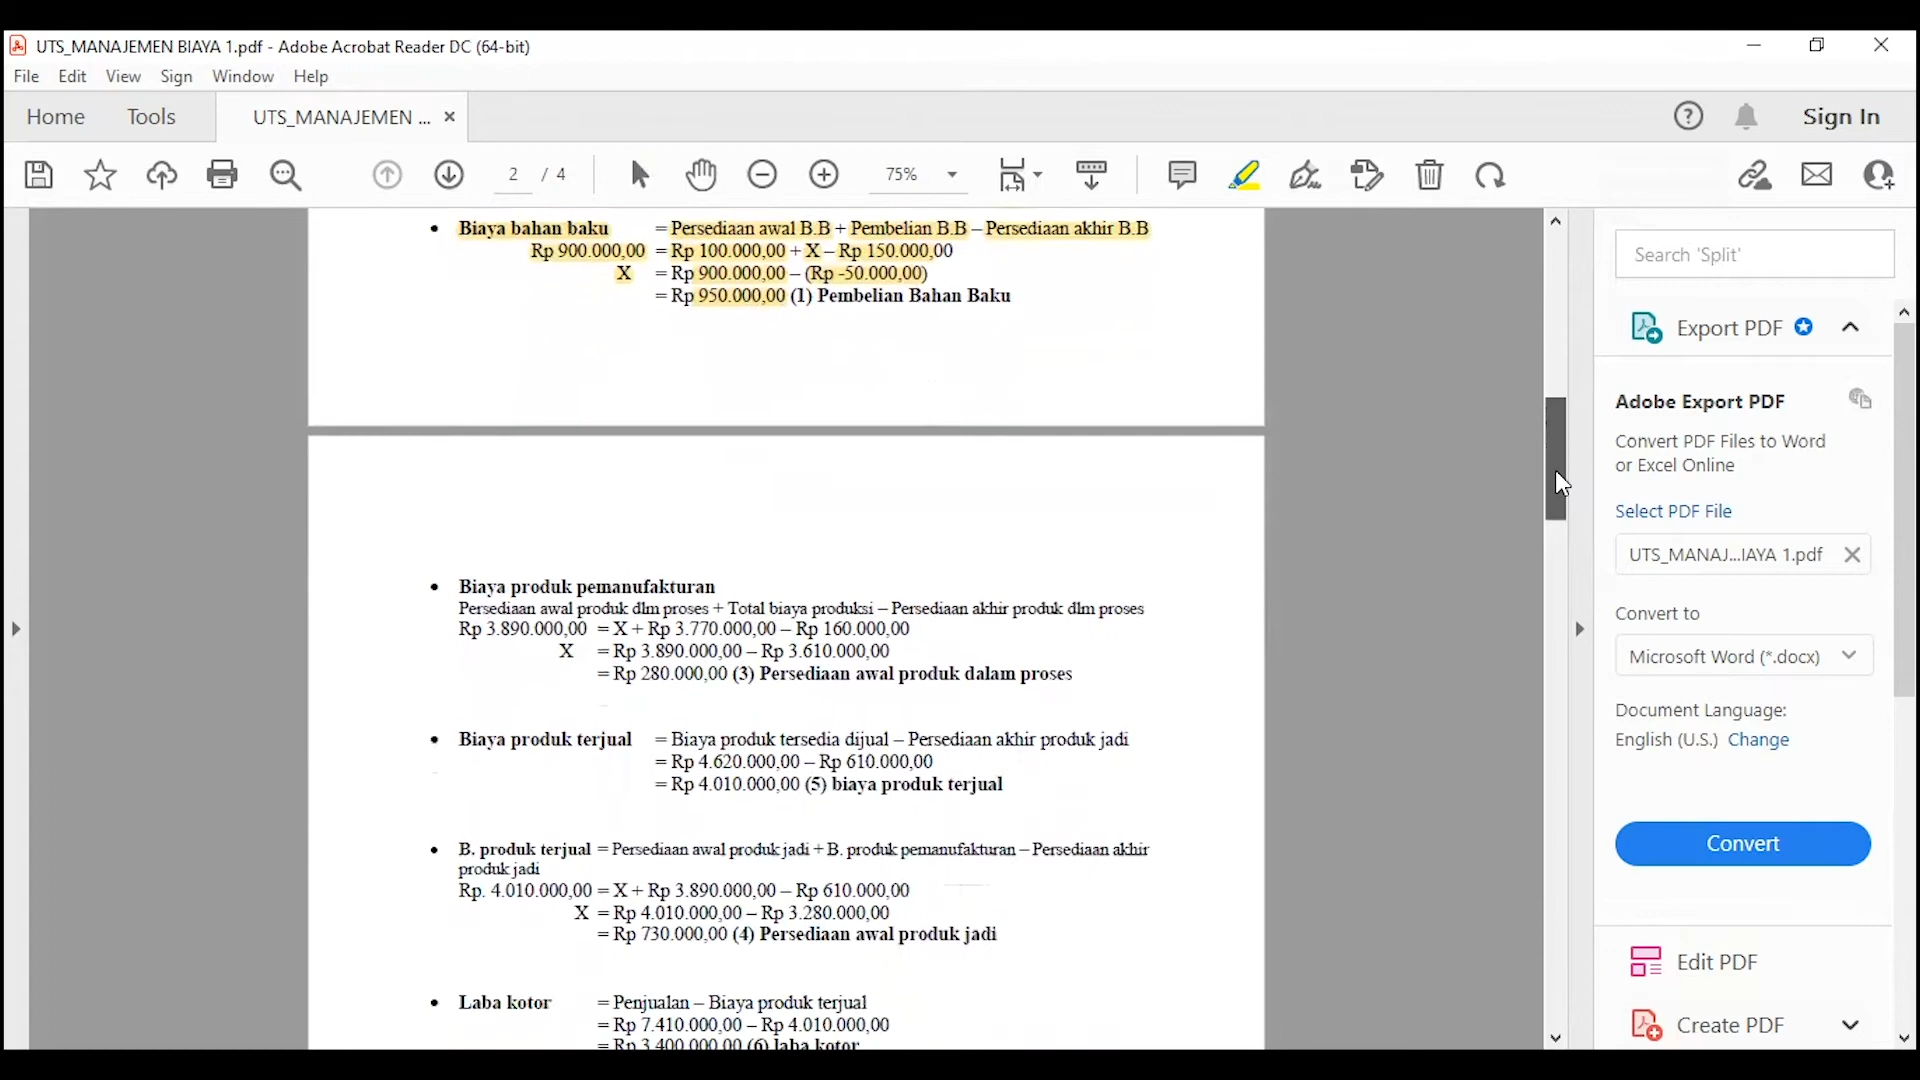 UTS_MANAJEMEN BIAYA 1.pdf - Adobe Acrobat Reader DC (64-bit)
File Edit View Sign Window Help
Home Tools UTS_MANAJEMEN ... Sign In
2 / 4 75%
• Biaya bahan baku = Persediaan awal B.B + Pembelian B.B – Persediaan akhir B.B
Rp 900.000,00 = Rp 100.000,00 + X – Rp 150.000,00
X = Rp 900.000,00 – (Rp -50.000,00)
= Rp 950.000,00 (1) Pembelian Bahan Baku
• Biaya produk pemanufakturan
Persediaan awal produk dlm proses + Total biaya produksi – Persediaan akhir produk dlm proses
Rp 3.890.000,00 = X + Rp 3.770.000,00 – Rp 160.000,00
X = Rp 3.890.000,00 – Rp 3.610.000,00
= Rp 280.000,00 (3) Persediaan awal produk dalam proses
• Biaya produk terjual = Biaya produk tersedia dijual – Persediaan akhir produk jadi
= Rp 4.620.000,00 – Rp 610.000,00
= Rp 4.010.000,00 (5) biaya produk terjual
• B. produk terjual = Persediaan awal produk jadi + B. produk pemanufakturan – Persediaan akhir
produk jadi
Rp. 4.010.000,00 = X + Rp 3.890.000,00 – Rp 610.000,00
X = Rp 4.010.000,00 – Rp 3.280.000,00
= Rp 730.000,00 (4) Persediaan awal produk jadi
• Laba kotor = Penjualan – Biaya produk terjual
= Rp 7.410.000,00 – Rp 4.010.000,00
= Rp 3.400.000,00 (6) laba kotor
Search 'Split'
Export PDF
Adobe Export PDF
Convert PDF Files to Word
or Excel Online
Select PDF File
UTS_MANAJ...IAYA 1.pdf
Convert to
Microsoft Word (*.docx)
Document Language:
English (U.S.) Change
Convert
Edit PDF
Create PDF